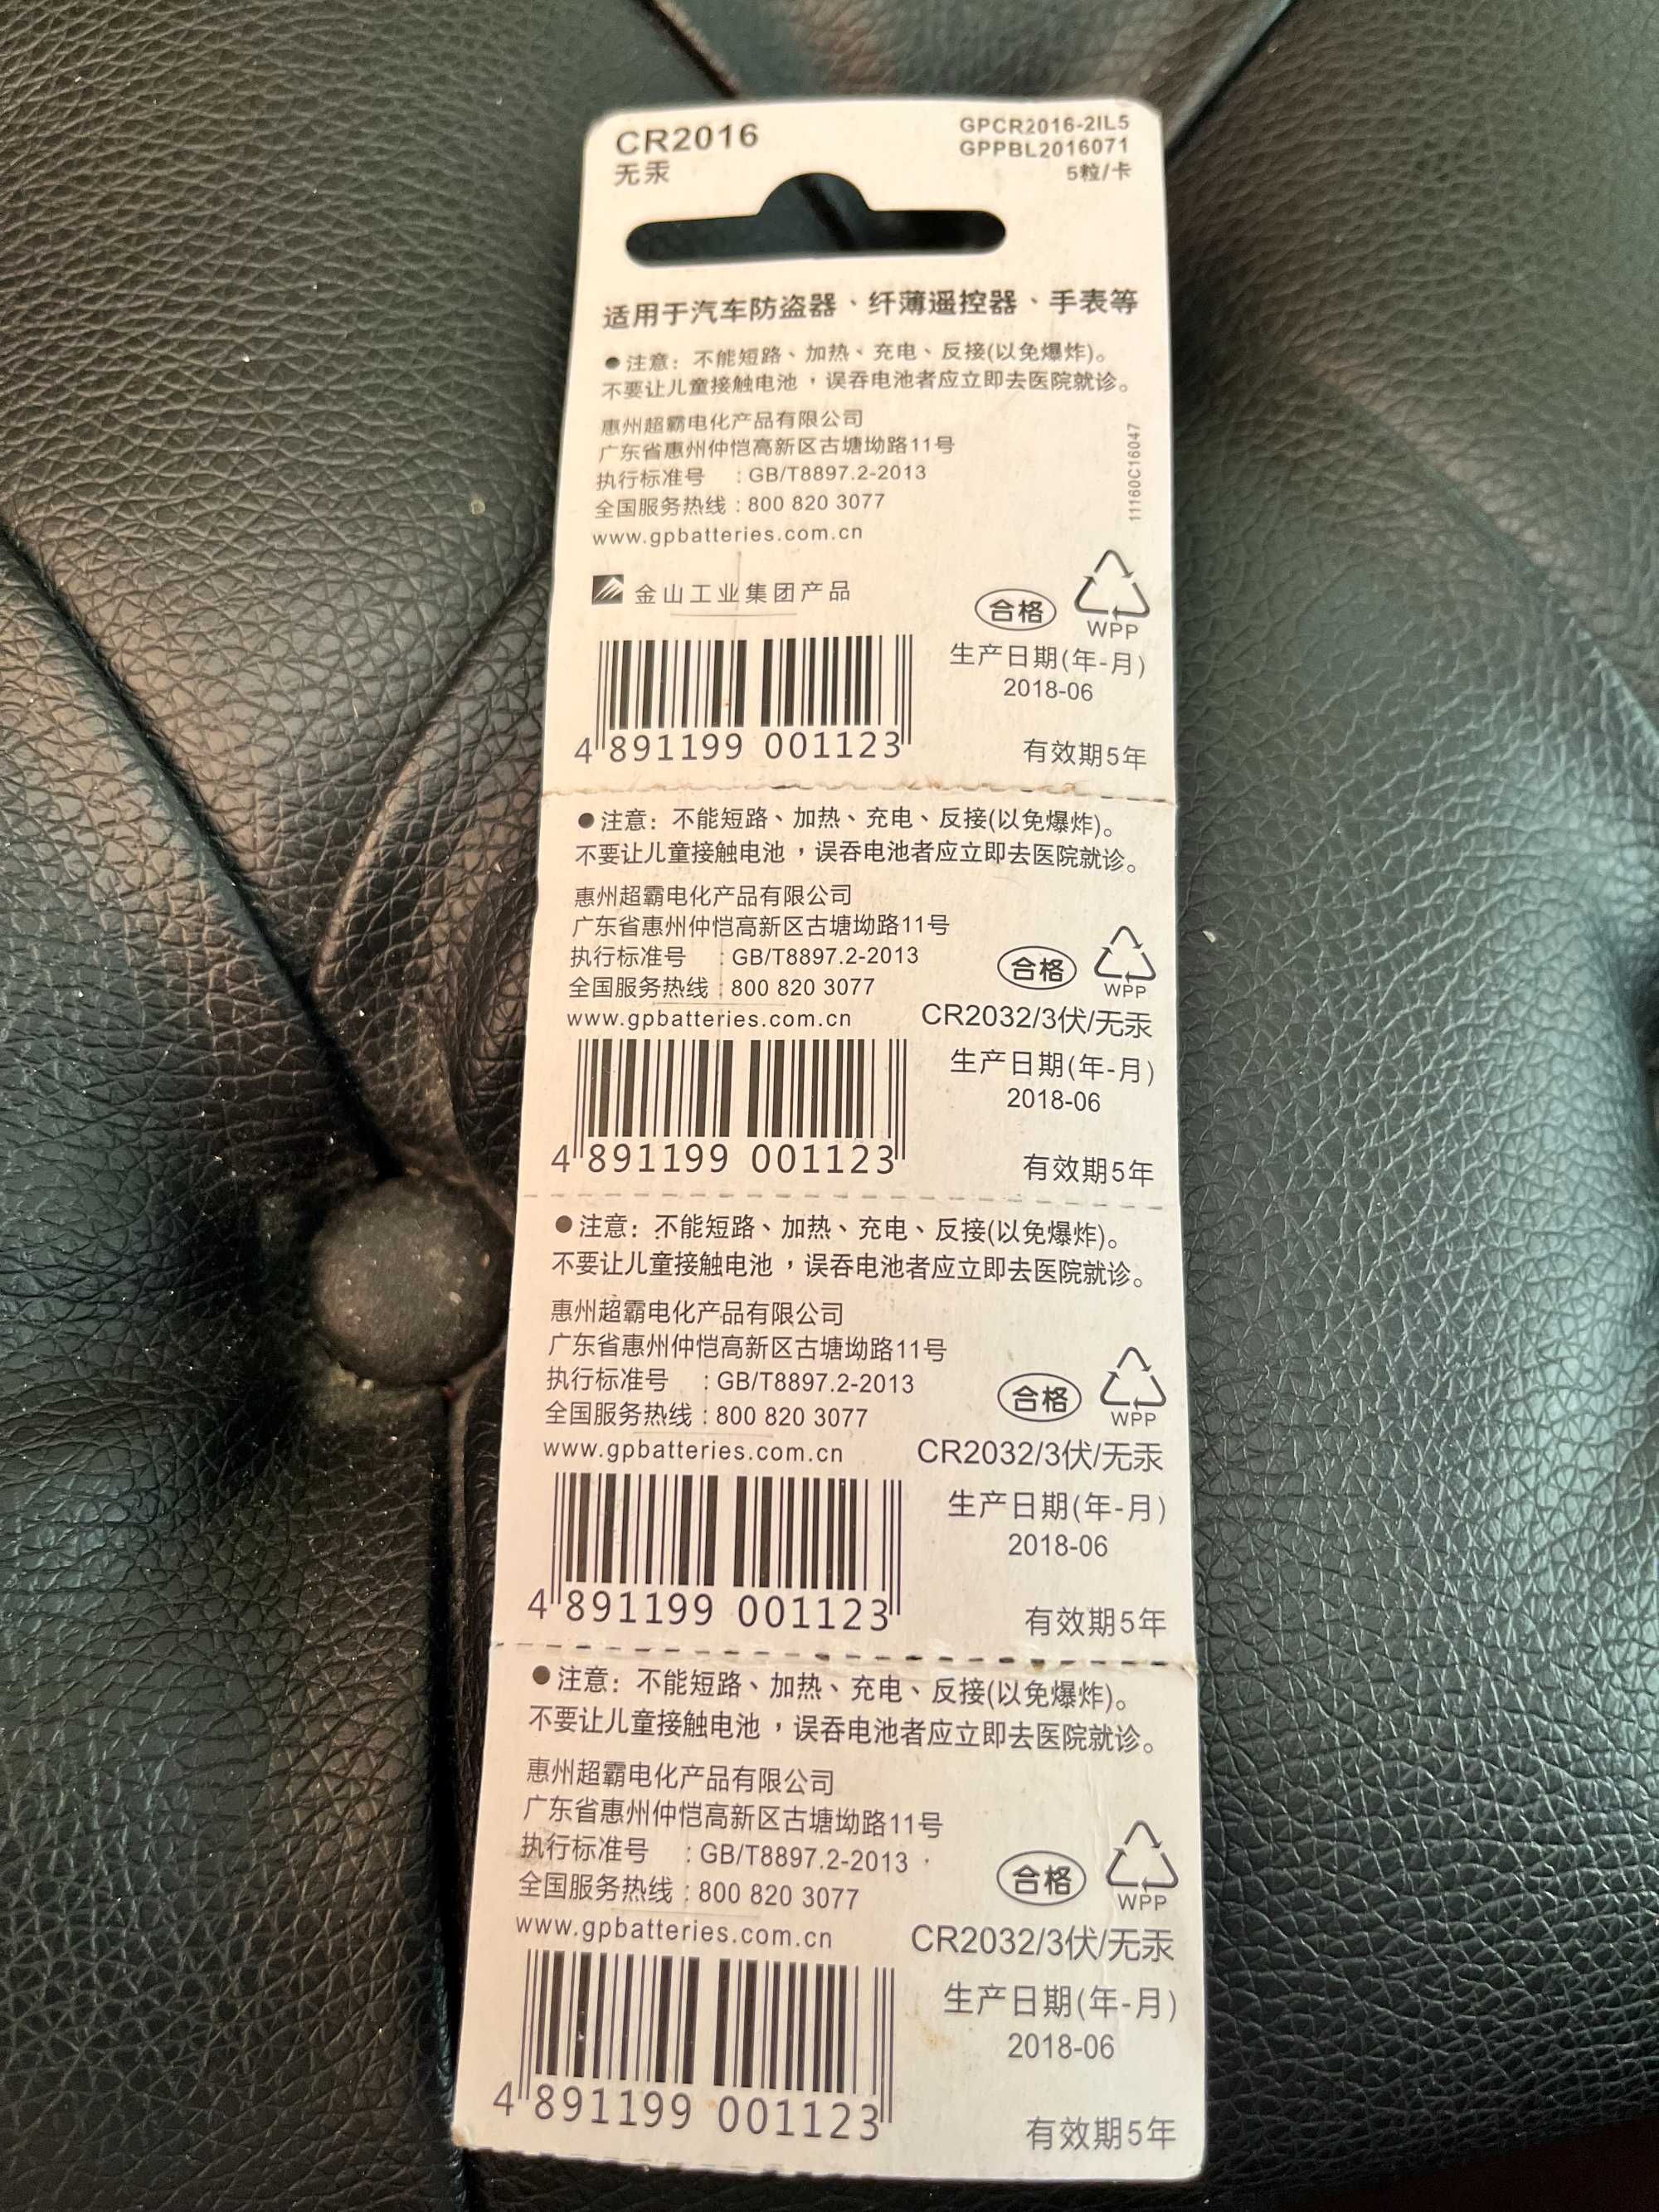 CR2016
无汞
GPCR2016-2IL5
GPPBL2016071
5粒/卡
适用于汽车防盗器、纤薄遥控器、手表等
●注意：不能短路、加热、充电、反接(以免爆炸)。
不要让儿童接触电池，误吞电池者应立即去医院就诊。
惠州超霸电化产品有限公司
广东省惠州仲恺高新区古塘坳路11号
执行标准号 : GB/T8897.2-2013
全国服务热线 : 800 820 3077
www.gpbatteries.com.cn
11160C16047
金山工业集团产品
合格
WPP
生产日期(年-月)
2018-06
4 891199 001123
有效期5年
●注意：不能短路、加热、充电、反接(以免爆炸)。
不要让儿童接触电池，误吞电池者应立即去医院就诊。
惠州超霸电化产品有限公司
广东省惠州仲恺高新区古塘坳路11号
执行标准号 : GB/T8897.2-2013
全国服务热线 : 800 820 3077
www.gpbatteries.com.cn
合格
WPP
CR2032/3伏/无汞
生产日期(年-月)
2018-06
4 891199 001123
有效期5年
●注意：不能短路、加热、充电、反接(以免爆炸)。
不要让儿童接触电池，误吞电池者应立即去医院就诊。
惠州超霸电化产品有限公司
广东省惠州仲恺高新区古塘坳路11号
执行标准号 : GB/T8897.2-2013
全国服务热线 : 800 820 3077
www.gpbatteries.com.cn
合格
WPP
CR2032/3伏/无汞
生产日期(年-月)
2018-06
4 891199 001123
有效期5年
●注意：不能短路、加热、充电、反接(以免爆炸)。
不要让儿童接触电池，误吞电池者应立即去医院就诊。
惠州超霸电化产品有限公司
广东省惠州仲恺高新区古塘坳路11号
执行标准号 : GB/T8897.2-2013
全国服务热线 : 800 820 3077
www.gpbatteries.com.cn
合格
WPP
CR2032/3伏/无汞
生产日期(年-月)
2018-06
4 891199 001123
有效期5年